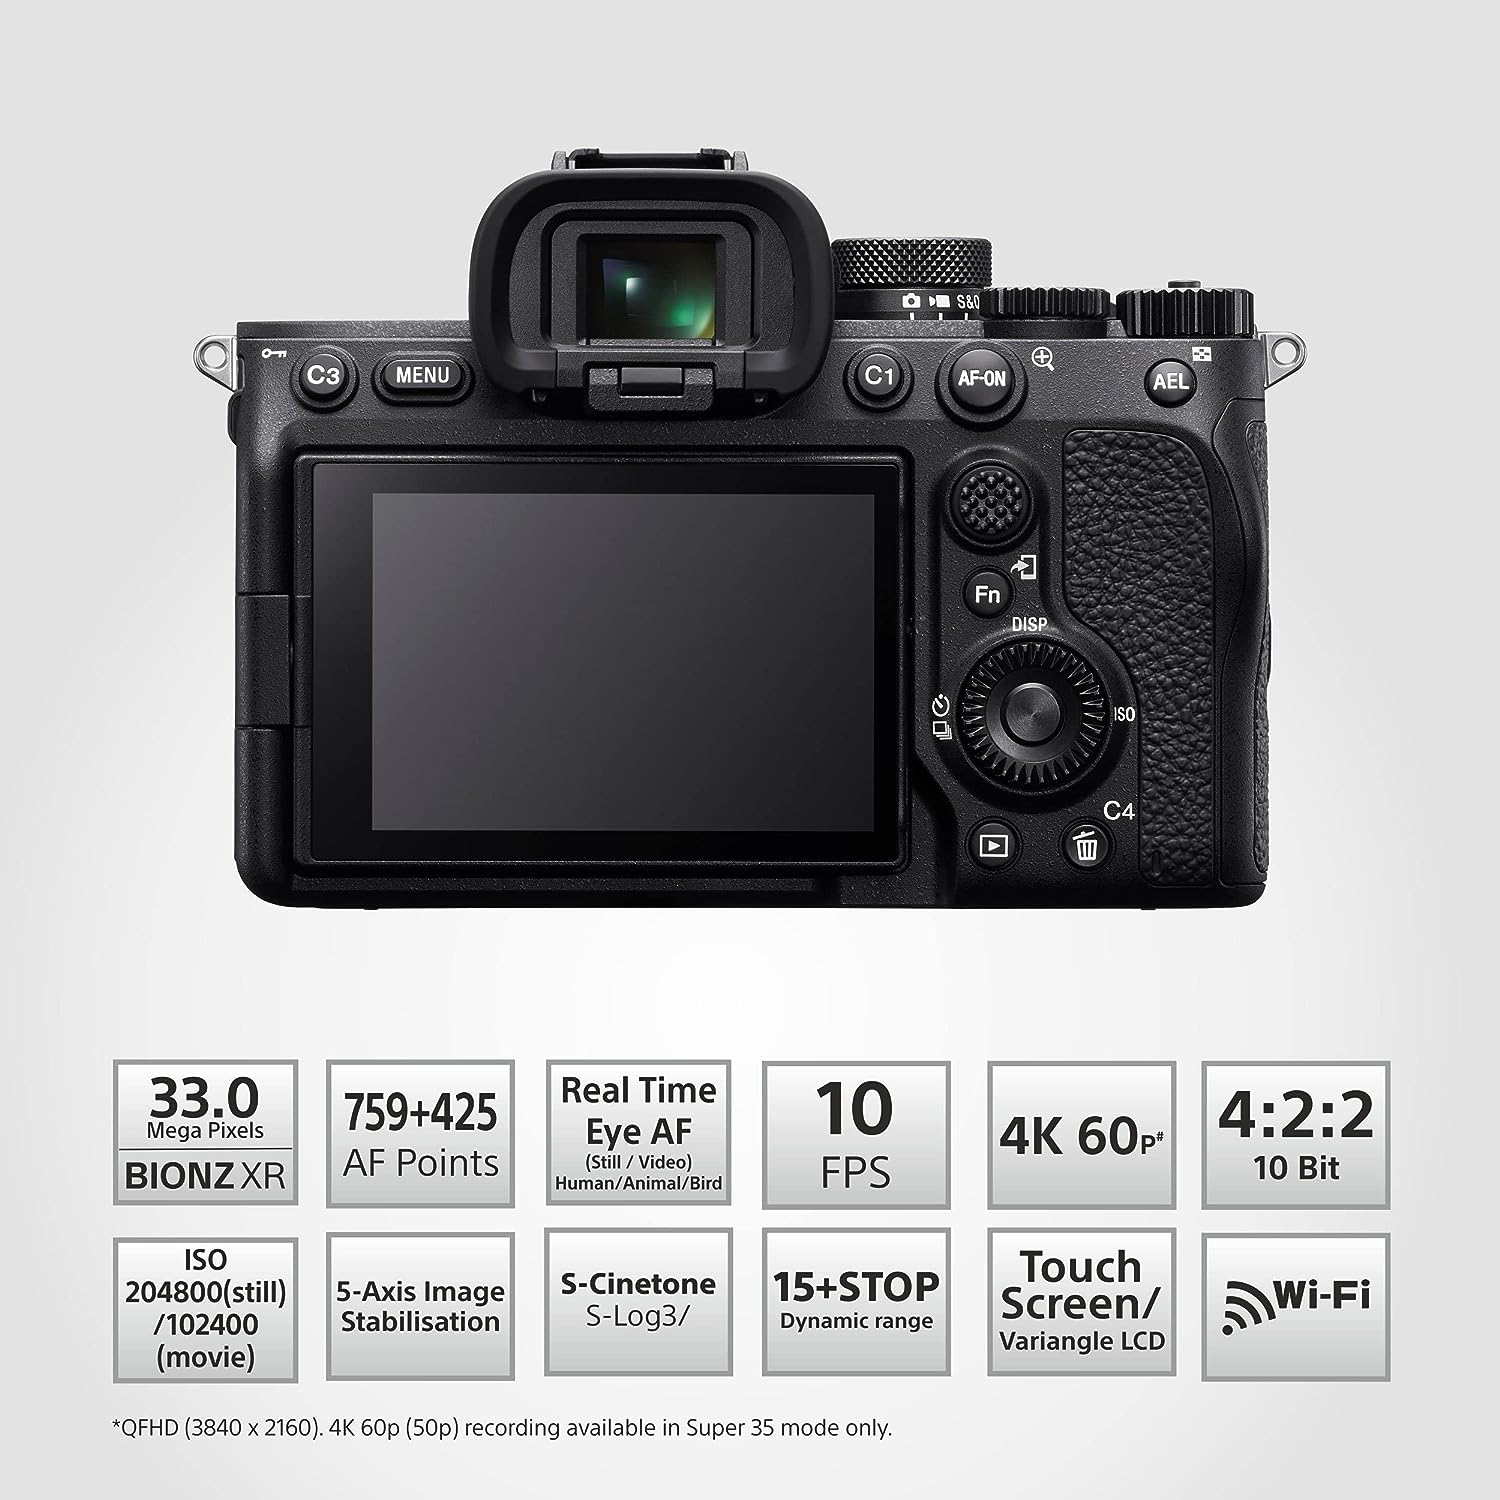 S&Q
C3
MENU
C1
AF-ON
AEL
Fn
DISP
ISO
C4
33.0
Mega Pixels
BIONZ XR
759+425
AF Points
Real Time
Eye AF
(Still / Video)
Human/Animal/Bird
10
FPS
4K 60P#
4:2:2
10 Bit
ISO
204800(still)
/102400
(movie)
5-Axis Image
Stabilisation
S-Cinetone
S-Log3/
15+STOP
Dynamic range
Touch
Screen/
Variangle LCD
Wi-Fi
*QFHD (3840 x 2160). 4K 60p (50p) recording available in Super 35 mode only.